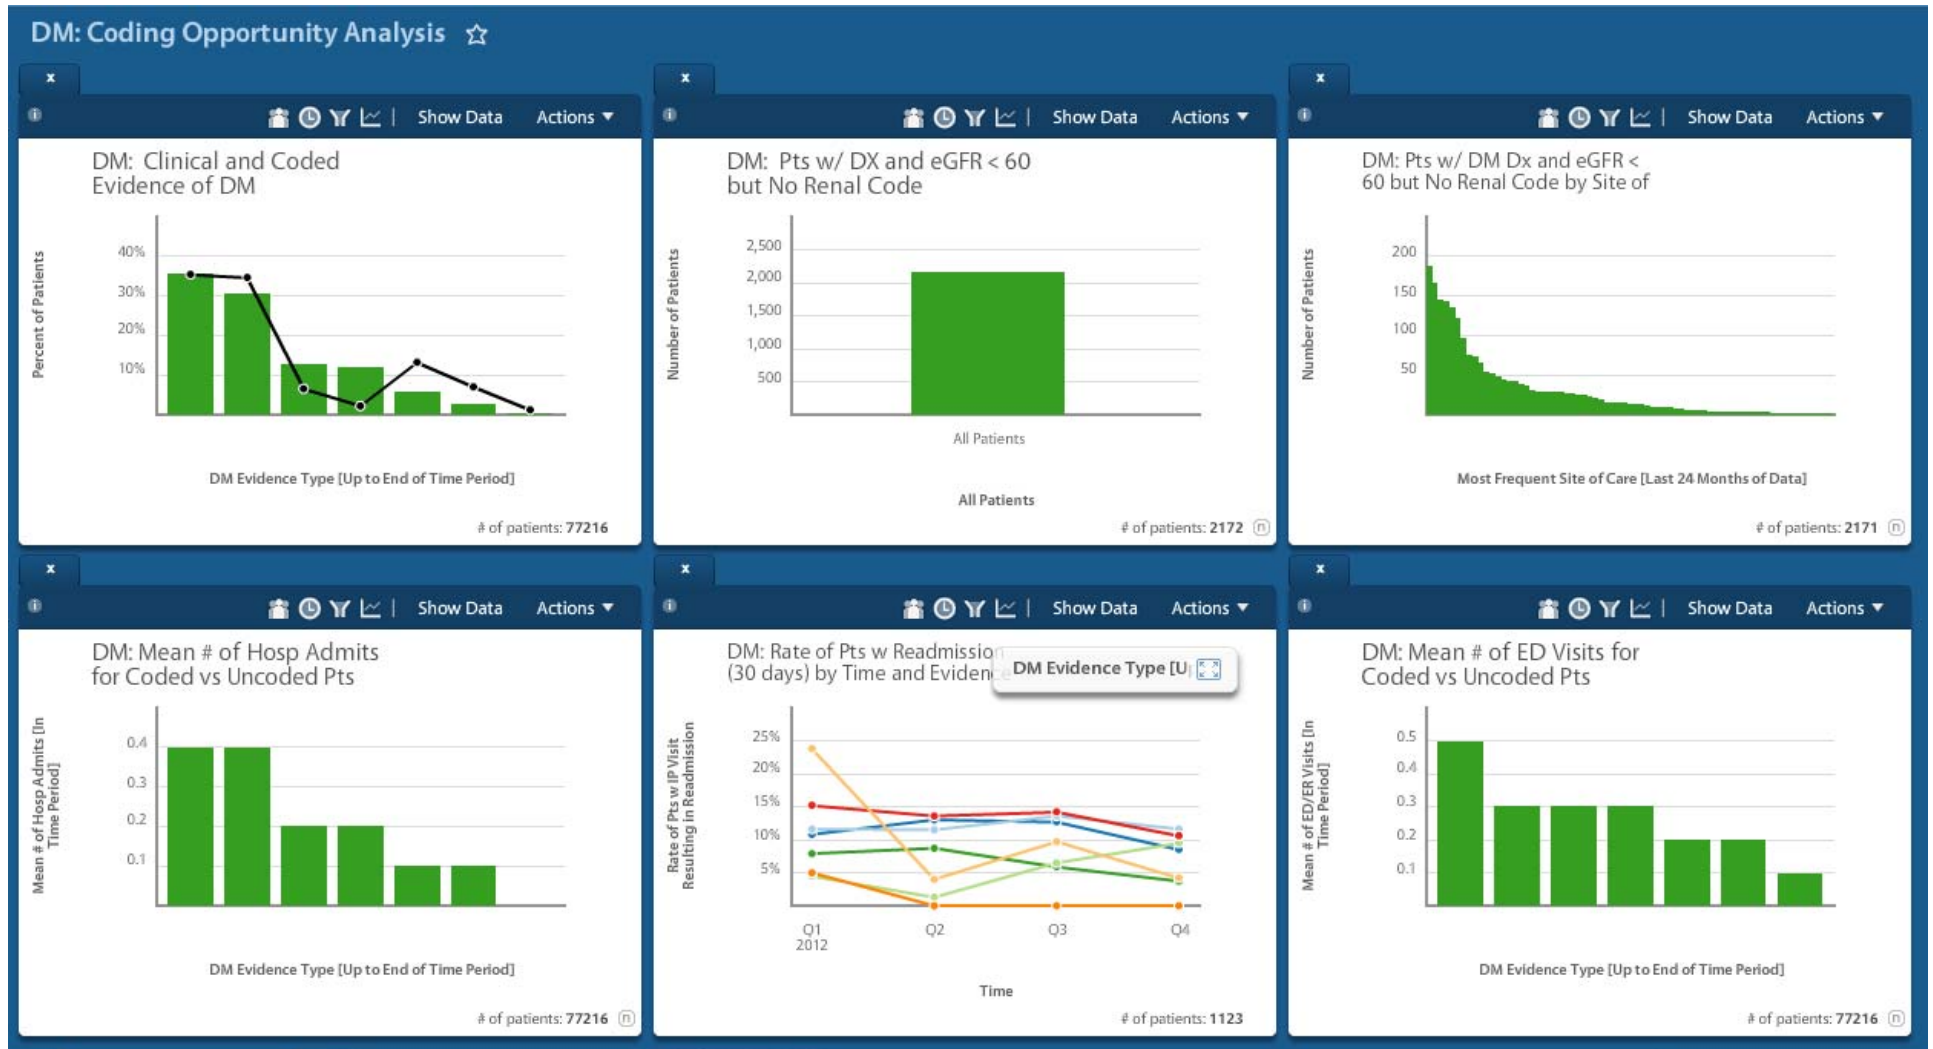 DM: Coding Opportunity Analysis
x
Show Data Actions
DM: Clinical and Coded
Evidence of DM
Percent of Patients
40%
30%
20%
10%
DM Evidence Type [Up to End of Time Period]
# of patients: 77216
x
Show Data Actions
DM: Pts w/ DX and eGFR < 60
but No Renal Code
Number of Patients
2,500
2,000
1,500
1,000
500
All Patients
All Patients
# of patients: 2172 n
x
Show Data Actions
DM: Pts w/ DM Dx and eGFR <
60 but No Renal Code by Site of
Number of Patients
200
150
100
50
Most Frequent Site of Care [Last 24 Months of Data]
# of patients: 2171 n
x
Show Data Actions
DM: Mean # of Hosp Admits
for Coded vs Uncoded Pts
Mean # of Hosp Admits [In
Time Period]
0.4
0.3
0.2
0.1
DM Evidence Type [Up to End of Time Period]
# of patients: 77216 n
x
Show Data Actions
DM: Rate of Pts w Readmission
(30 days) by Time and Evidence
DM Evidence Type [U
Rate of Pts w IP Visit
Resulting in Readmission
25%
20%
15%
10%
5%
Q1 Q2 Q3 Q4
2012
Time
# of patients: 1123
x
Show Data Actions
DM: Mean # of ED Visits for
Coded vs Uncoded Pts
Mean # of ED/ER Visits [In
Time Period]
0.5
0.4
0.3
0.2
0.1
DM Evidence Type [Up to End of Time Period]
# of patients: 77216 n